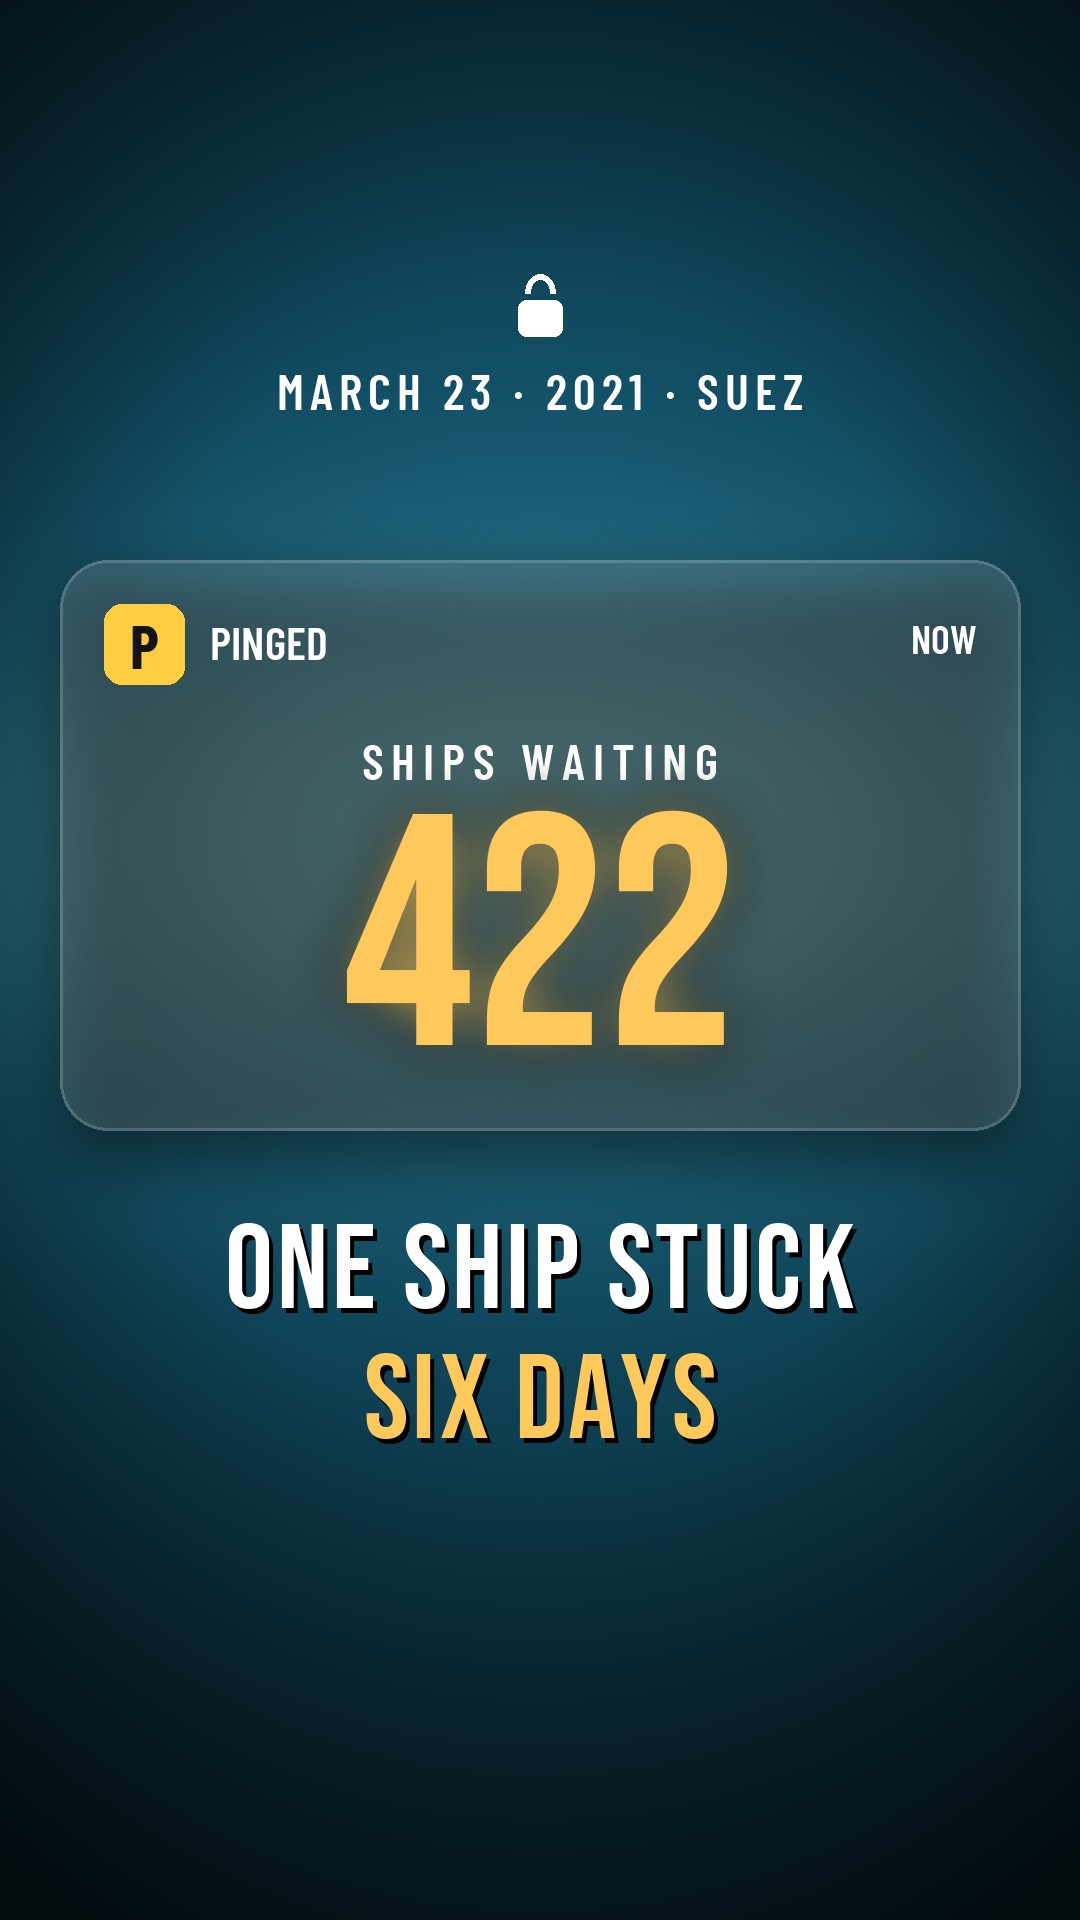 MARCH 23 · 2021 · SUEZ
P PINGED NOW
SHIPS WAITING
422
ONE SHIP STUCK
SIX DAYS